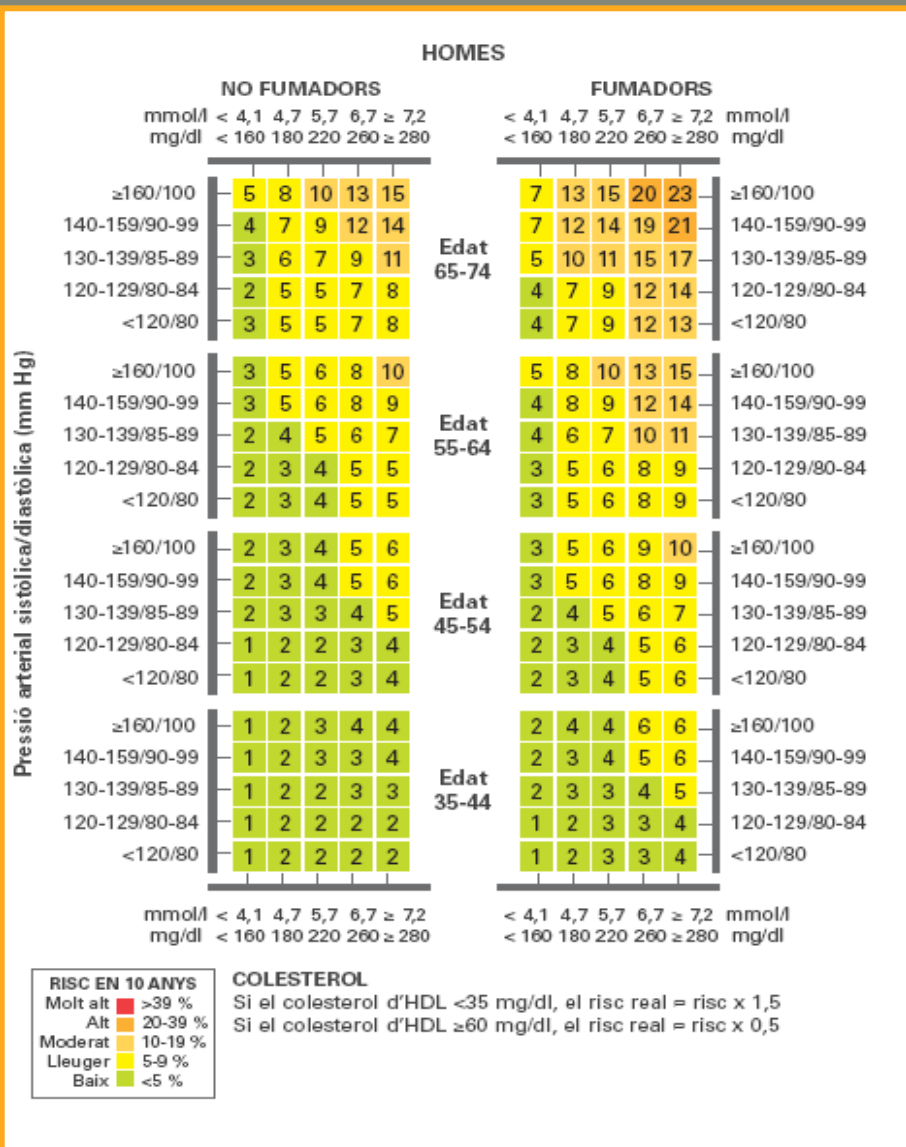 HOMES
NO FUMADORS FUMADORS
mmol/l < 4,1 4,7 5,7 6,7 ≥ 7,2 < 4,1 4,7 5,7 6,7 ≥ 7,2 mmol/l
mg/dl < 160 180 220 260 ≥ 280 < 160 180 220 260 ≥ 280 mg/dl
Pressió arterial sistòlica/diastòlica (mm Hg)
≥160/100 5 8 10 13 15 7 13 15 20 23 ≥160/100
140-159/90-99 4 7 9 12 14 7 12 14 19 21 140-159/90-99
Edat
130-139/85-89 3 6 7 9 11 5 10 11 15 17 130-139/85-89
65-74
120-129/80-84 2 5 5 7 8 4 7 9 12 14 120-129/80-84
<120/80 3 5 5 7 8 4 7 9 12 13 <120/80
≥160/100 3 5 6 8 10 5 8 10 13 15 ≥160/100
140-159/90-99 3 5 6 8 9 4 8 9 12 14 140-159/90-99
Edat
130-139/85-89 2 4 5 6 7 4 6 7 10 11 130-139/85-89
55-64
120-129/80-84 2 3 4 5 5 3 5 6 8 9 120-129/80-84
<120/80 2 3 4 5 5 3 5 6 8 9 <120/80
≥160/100 2 3 4 5 6 3 5 6 9 10 ≥160/100
140-159/90-99 2 3 4 5 6 3 5 6 8 9 140-159/90-99
Edat
130-139/85-89 2 3 3 4 5 2 4 5 6 7 130-139/85-89
45-54
120-129/80-84 1 2 2 3 4 2 3 4 5 6 120-129/80-84
<120/80 1 2 2 3 4 2 3 4 5 6 <120/80
≥160/100 1 2 3 4 4 2 4 4 6 6 ≥160/100
140-159/90-99 1 2 3 3 4 2 3 4 5 6 140-159/90-99
Edat
130-139/85-89 1 2 2 3 3 2 3 3 4 5 130-139/85-89
35-44
120-129/80-84 1 2 2 2 2 1 2 3 3 4 120-129/80-84
<120/80 1 2 2 2 2 1 2 3 3 4 <120/80
mmol/l < 4,1 4,7 5,7 6,7 ≥ 7,2 < 4,1 4,7 5,7 6,7 ≥ 7,2 mmol/l
mg/dl < 160 180 220 260 ≥ 280 < 160 180 220 260 ≥ 280 mg/dl
RISC EN 10 ANYS
Molt alt >39 %
Alt 20-39 %
Moderat 10-19 %
Lleuger 5-9 %
Baix <5 %
COLESTEROL
Si el colesterol d'HDL <35 mg/dl, el risc real = risc x 1,5
Si el colesterol d'HDL ≥60 mg/dl, el risc real = risc x 0,5